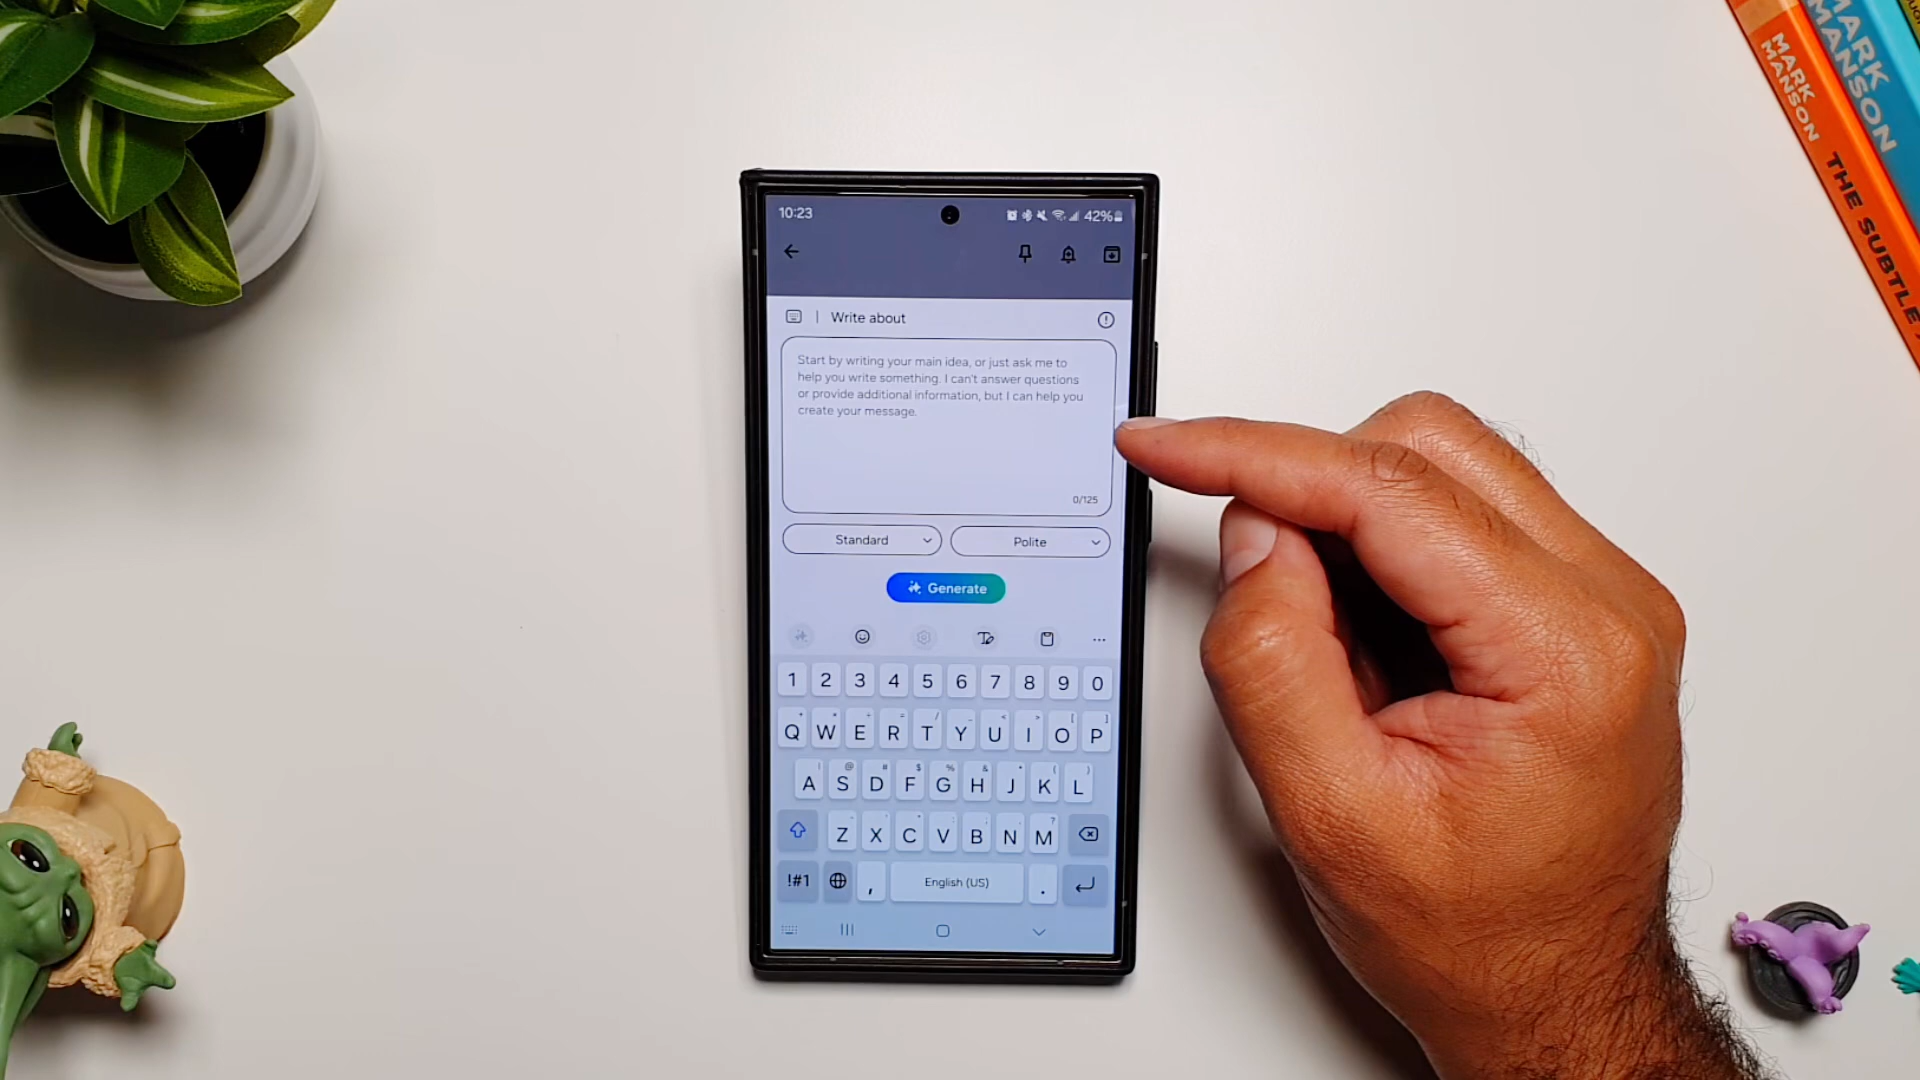 10:23
42%
Write about
Start by writing your main idea, or just ask me to
help you write something. I can't answer questions
or provide additional information, but I can help you
create your message.
0/125
Standard
Polite
Generate
1 2 3 4 5 6 7 8 9 0
Q W E R T Y U I O P
A S D F G H J K L
Z X C V B N M
!#1 , English (US) .
MARK
MANSON
THE SUBTLE
MARK
MANSON